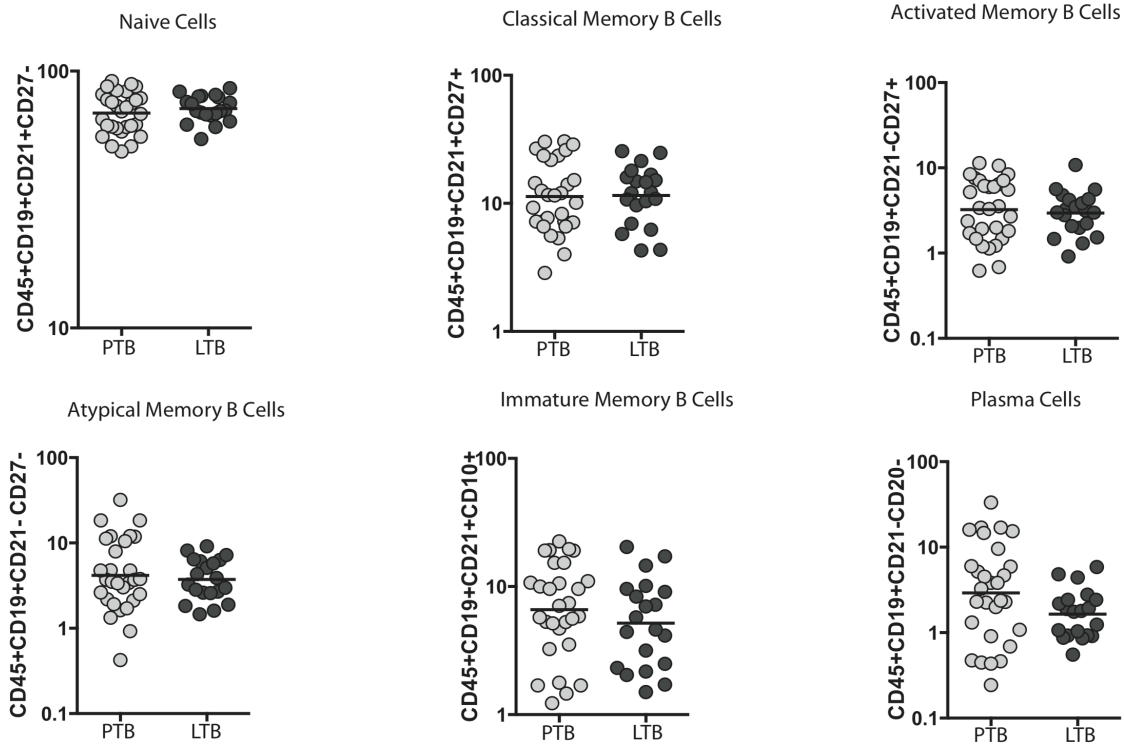 Naive Cells
CD45+CD19+CD21+CD27-
100
10
PTB LTB
Classical Memory B Cells
CD45+CD19+CD21+CD27+
100
10
1
PTB LTB
Activated Memory B Cells
CD45+CD19+CD21-CD27+
100
10
1
0.1
PTB LTB
Atypical Memory B Cells
CD45+CD19+CD21- CD27-
100
10
1
0.1
PTB LTB
Immature Memory B Cells
CD45+CD19+CD21+CD10+
100
10
1
PTB LTB
Plasma Cells
CD45+CD19+CD21-CD20-
100
10
1
0.1
PTB LTB